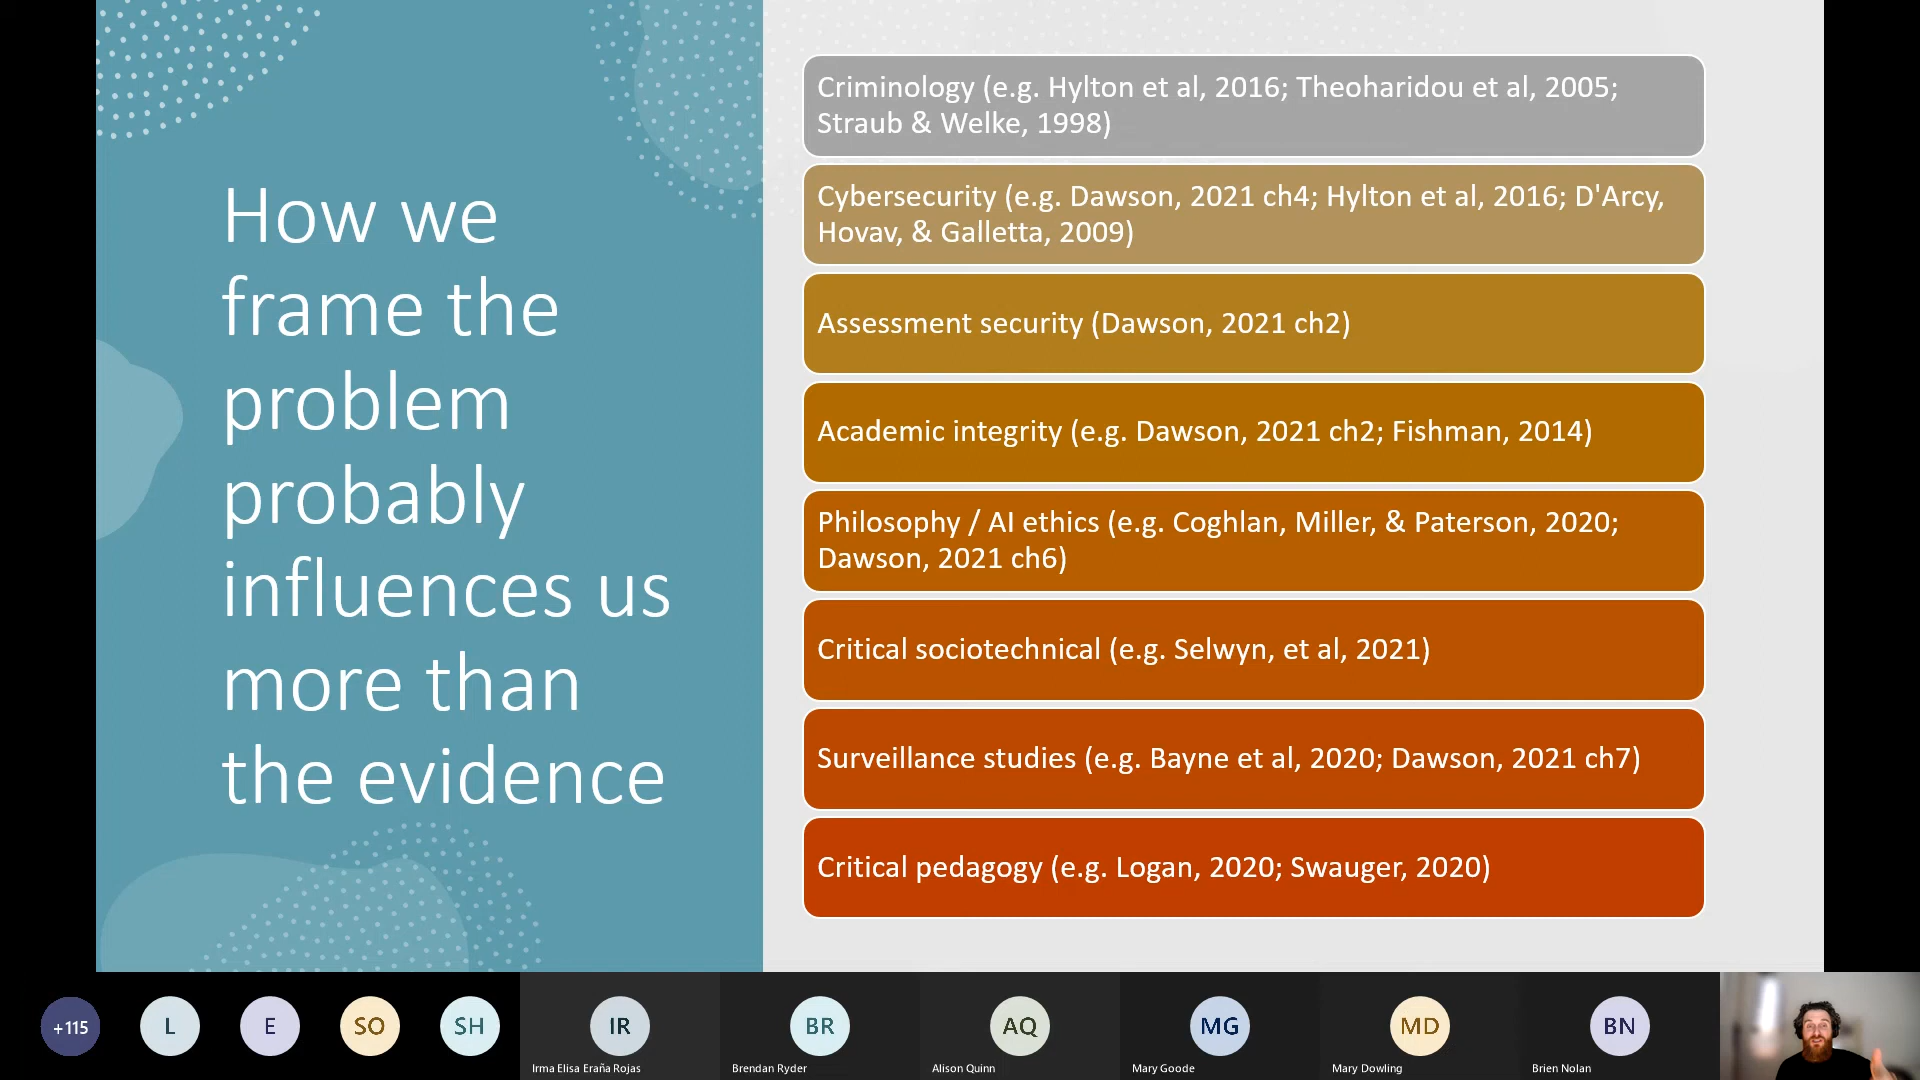 How we
frame the
problem
probably
influences us
more than
the evidence
Criminology (e.g. Hylton et al, 2016; Theoharidou et al, 2005;
Straub & Welke, 1998)
Cybersecurity (e.g. Dawson, 2021 ch4; Hylton et al, 2016; D'Arcy,
Hovav, & Galletta, 2009)
Assessment security (Dawson, 2021 ch2)
Academic integrity (e.g. Dawson, 2021 ch2; Fishman, 2014)
Philosophy / AI ethics (e.g. Coghlan, Miller, & Paterson, 2020;
Dawson, 2021 ch6)
Critical sociotechnical (e.g. Selwyn, et al, 2021)
Surveillance studies (e.g. Bayne et al, 2020; Dawson, 2021 ch7)
Critical pedagogy (e.g. Logan, 2020; Swauger, 2020)
+115
L
E
SO
SH
IR
BR
AQ
MG
MD
BN
Irma Elisa Eraña Rojas
Brendan Ryder
Alison Quinn
Mary Goode
Mary Dowling
Brien Nolan